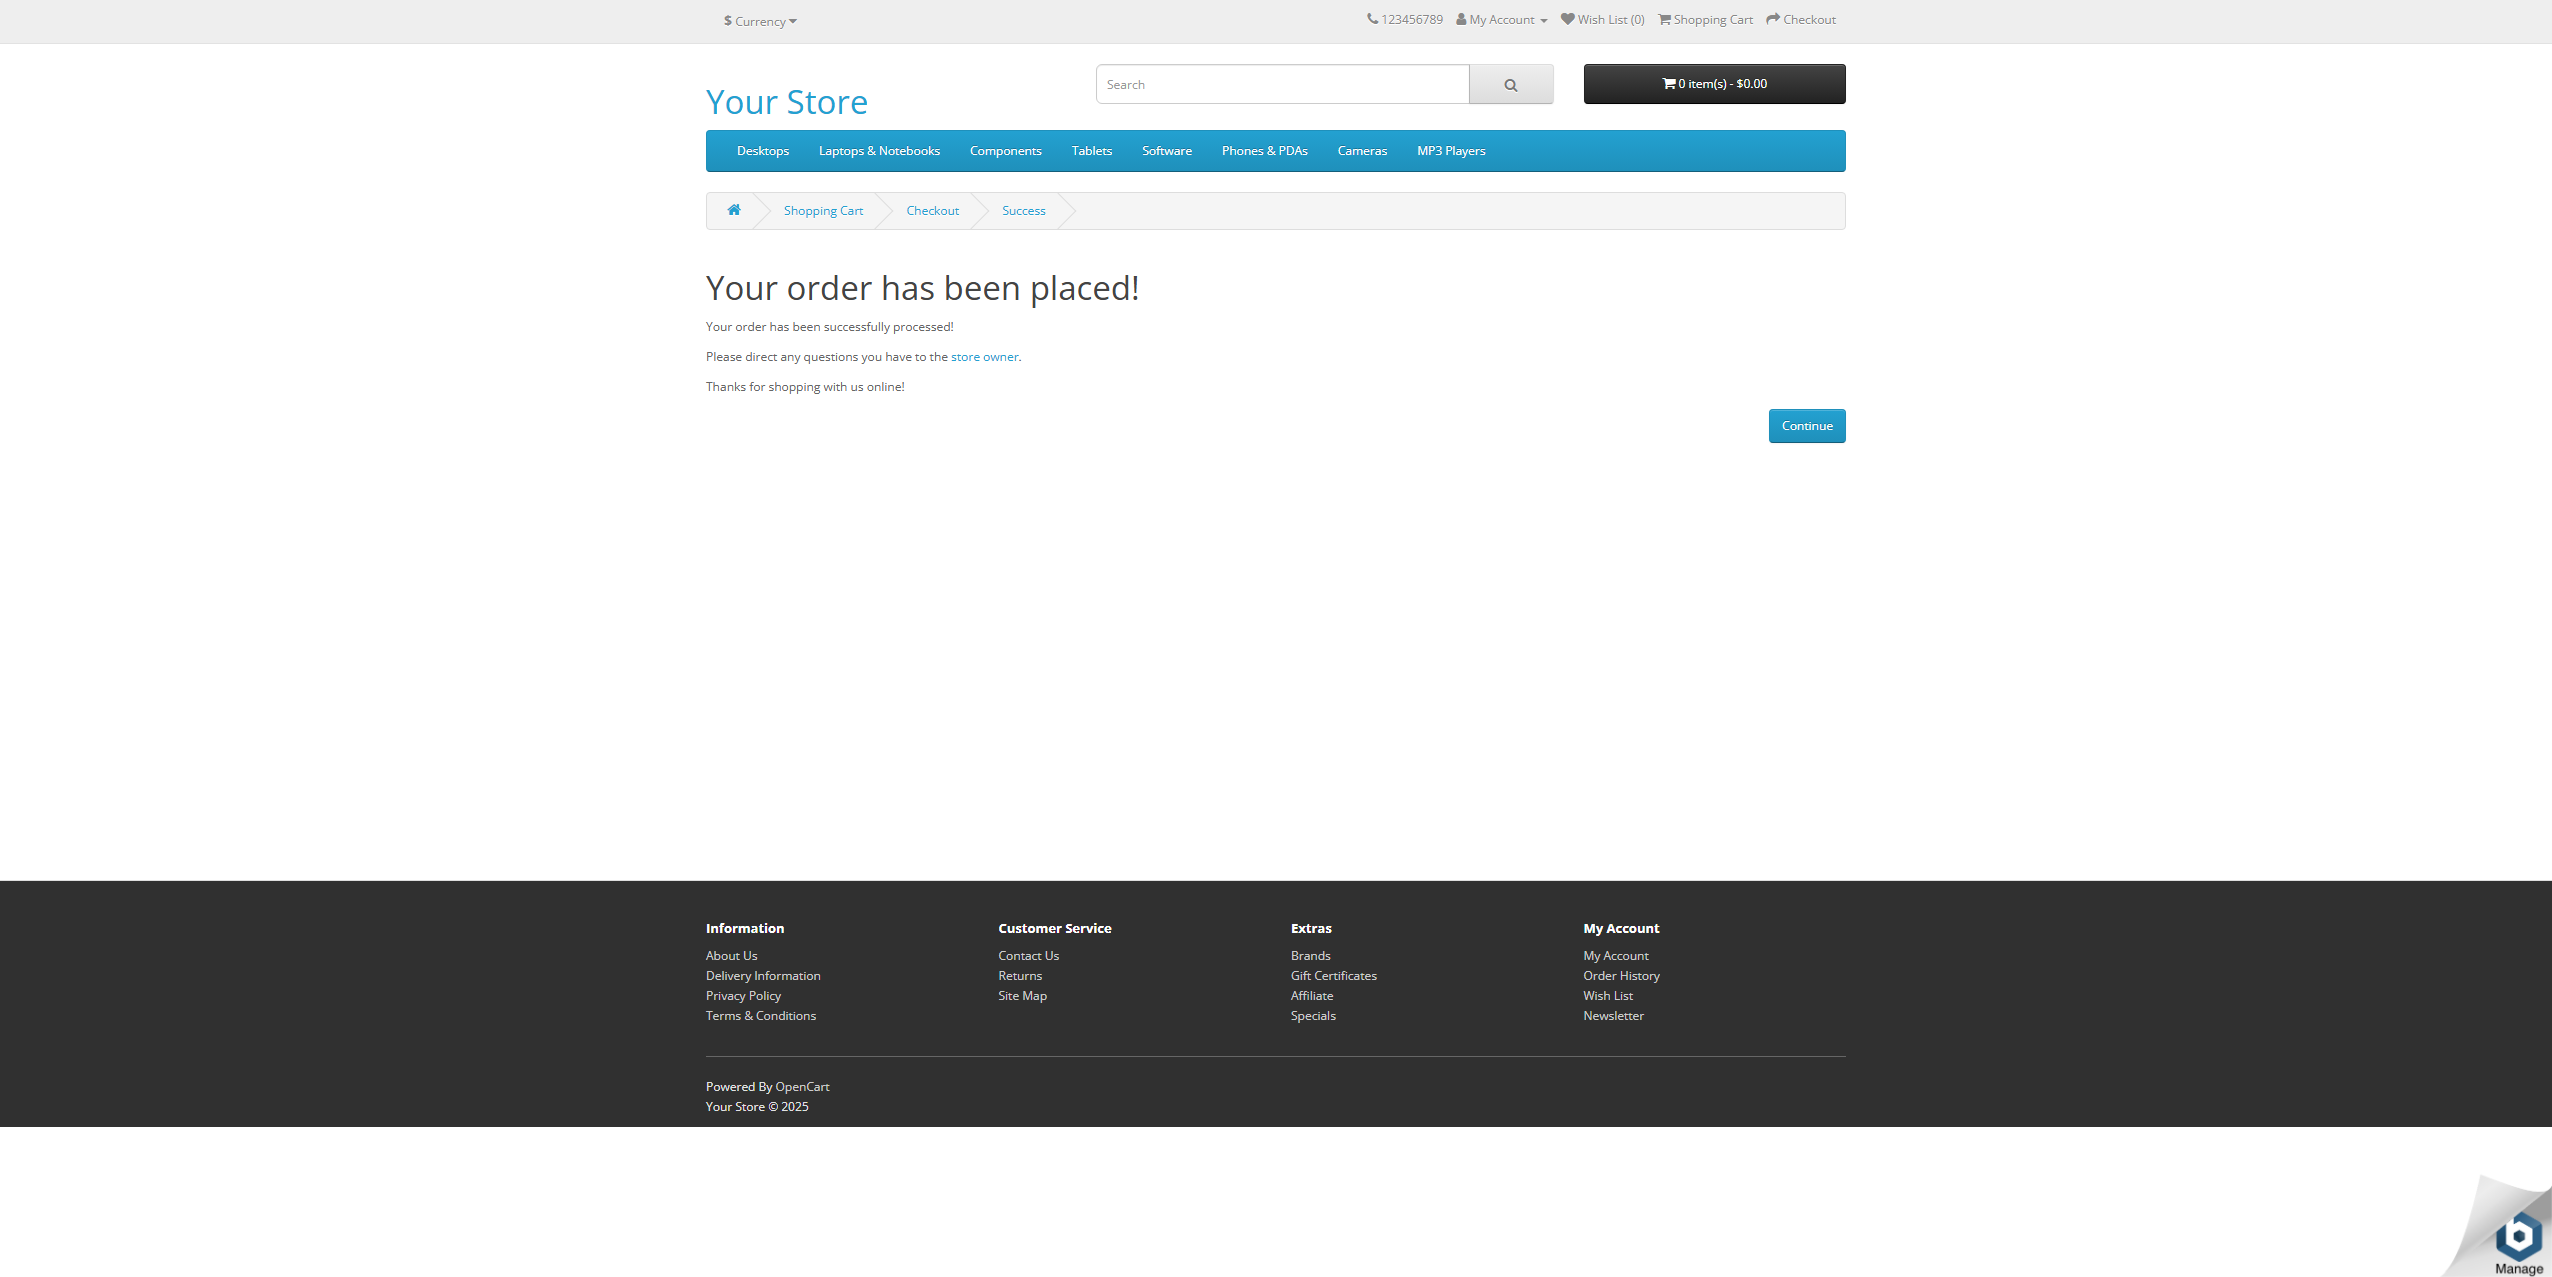 $ Currency
123456789 My Account Wish List (0) Shopping Cart Checkout
Your Store
Search
0 item(s) - $0.00
Desktops Laptops & Notebooks Components Tablets Software Phones & PDAs Cameras MP3 Players
Shopping Cart Checkout Success
Your order has been placed!
Your order has been successfully processed!
Please direct any questions you have to the store owner.
Thanks for shopping with us online!
Continue
Information
About Us
Delivery Information
Privacy Policy
Terms & Conditions
Customer Service
Contact Us
Returns
Site Map
Extras
Brands
Gift Certificates
Affiliate
Specials
My Account
My Account
Order History
Wish List
Newsletter
Powered By OpenCart
Your Store © 2025
b
Manage